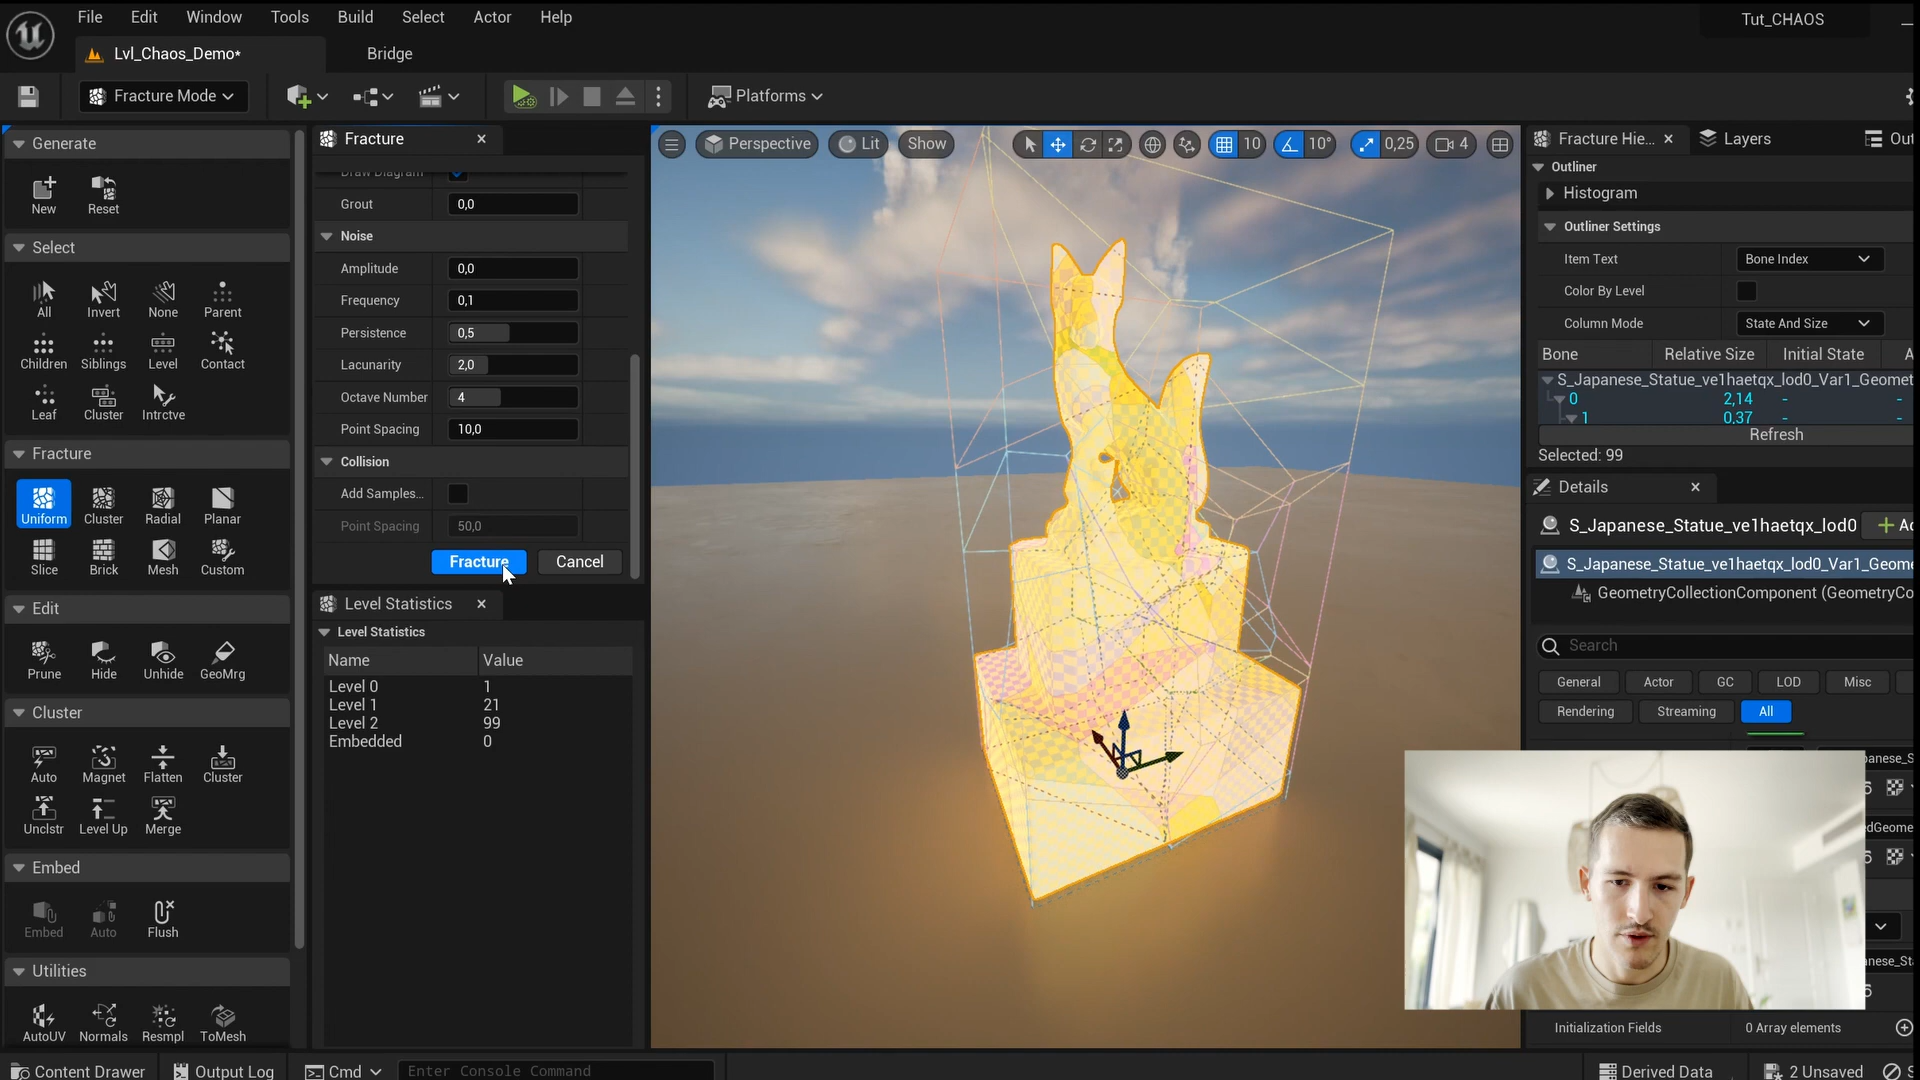 File Edit Window Tools Build Select Actor Help
Tut_CHAOS
Lvl_Chaos_Demo*
Bridge
Fracture Mode
Platforms
Generate
New
Reset
Select
All
Invert
None
Parent
Children
Siblings
Level
Contact
Leaf
Cluster
Intrctve
Fracture
Uniform
Cluster
Radial
Planar
Slice
Brick
Mesh
Custom
Edit
Prune
Hide
Unhide
GeoMrg
Cluster
Auto
Magnet
Flatten
Cluster
Unclstr
Level Up
Merge
Embed
Embed
Auto
Flush
Utilities
AutoUV
Normals
Resmpl
ToMesh
Fracture
Draw Diagram
Grout 0,0
Noise
Amplitude 0,0
Frequency 0,1
Persistence 0,5
Lacunarity 2,0
Octave Number 4
Point Spacing 10,0
Collision
Add Samples...
Point Spacing 50,0
Fracture
Cancel
Level Statistics
Level Statistics
Name Value
Level 0 1
Level 1 21
Level 2 99
Embedded 0
Perspective
Lit
Show
10
10°
0,25
4
Fracture Hie...
Layers
Out
Outliner
Histogram
Outliner Settings
Item Text Bone Index
Color By Level
Column Mode State And Size
Bone Relative Size Initial State A
S_Japanese_Statue_ve1haetqx_lod0_Var1_Geomet
0 2,14 - -
1 0,37 - -
Refresh
Selected: 99
Details
S_Japanese_Statue_ve1haetqx_lod0
+ Ac
S_Japanese_Statue_ve1haetqx_lod0_Var1_Geome
GeometryCollectionComponent (GeometryCo
Search
General
Actor
GC
LOD
Misc
Rendering
Streaming
All
anese_S
edGeome
nese_St
Initialization Fields 0 Array elements
Content Drawer
Output Log
Cmd
Enter Console Command
Derived Data
2 Unsaved